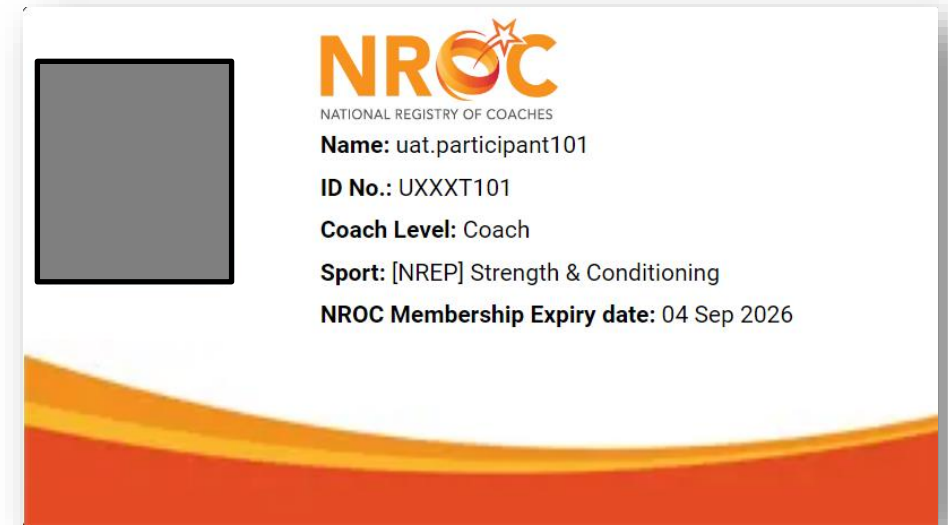 NROC
NATIONAL REGISTRY OF COACHES
Name: uat.participant101
ID No.: UXXXT101
Coach Level: Coach
Sport: [NREP] Strength & Conditioning
NROC Membership Expiry date: 04 Sep 2026